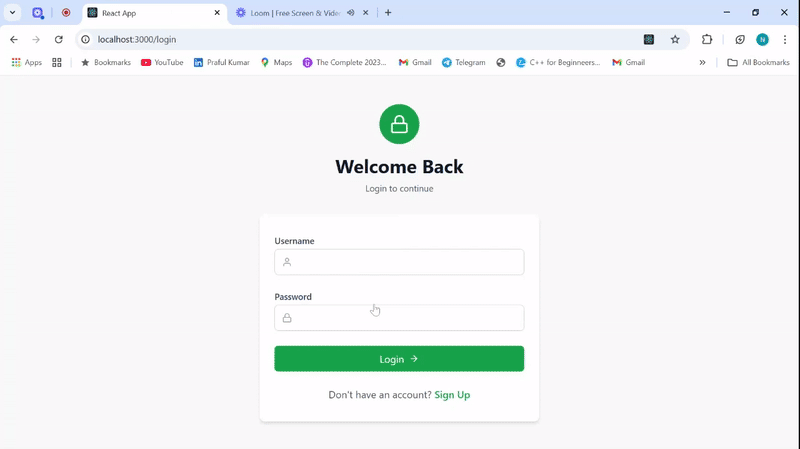 React App
Loom | Free Screen & Vide
localhost:3000/login
Apps
Bookmarks
YouTube
Praful Kumar
Maps
The Complete 2023...
Gmail
Telegram
C++ for Beginneers...
Gmail
All Bookmarks
N
Welcome Back
Login to continue
Username
Password
Login
Don't have an account? Sign Up